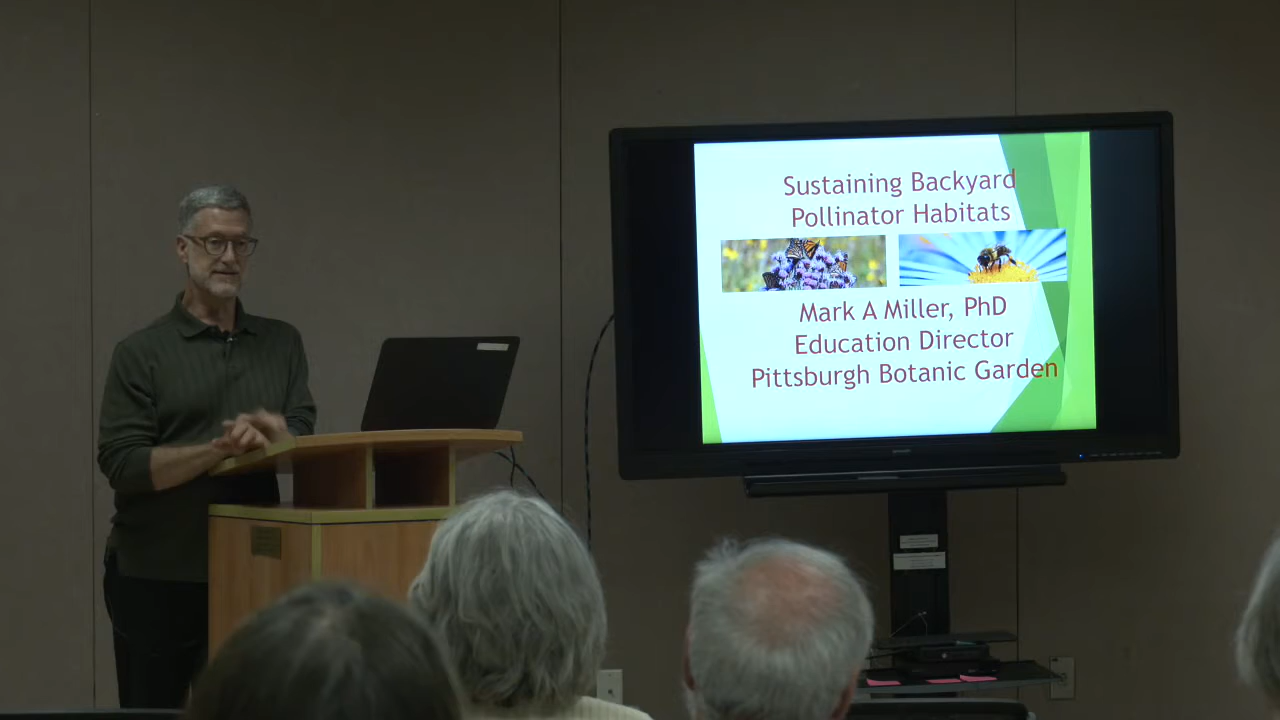 Sustaining Backyard
Pollinator Habitats
Mark A Miller, PhD
Education Director
Pittsburgh Botanic Garden